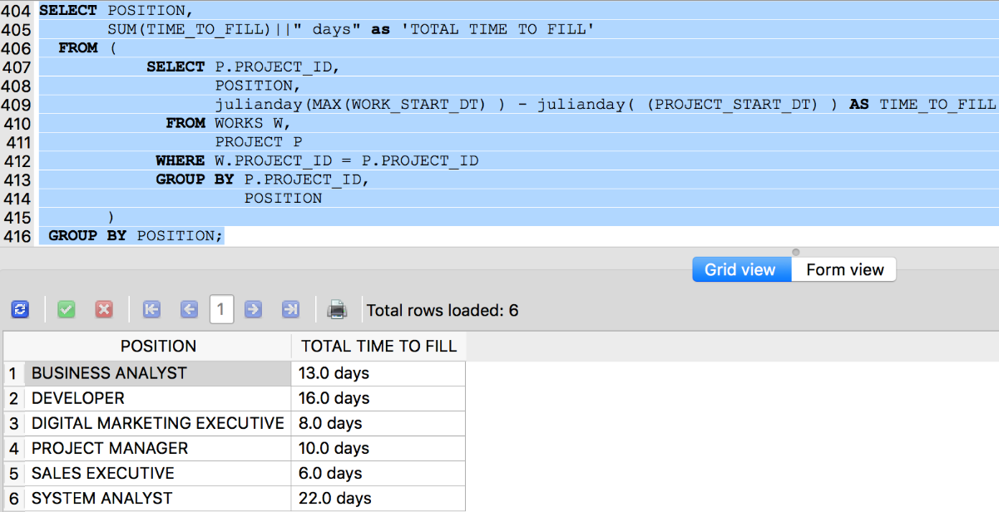 404 SELECT POSITION,
405 SUM(TIME_TO_FILL)||" days" as 'TOTAL TIME TO FILL'
406 FROM (
407 SELECT P.PROJECT_ID,
408 POSITION,
409 julianday(MAX(WORK_START_DT) ) - julianday( (PROJECT_START_DT) ) AS TIME_TO_FILL
410 FROM WORKS W,
411 PROJECT P
412 WHERE W.PROJECT_ID = P.PROJECT_ID
413 GROUP BY P.PROJECT_ID,
414 POSITION
415 )
416 GROUP BY POSITION;
Grid view Form view
1 Total rows loaded: 6
POSITION TOTAL TIME TO FILL
1 BUSINESS ANALYST 13.0 days
2 DEVELOPER 16.0 days
3 DIGITAL MARKETING EXECUTIVE 8.0 days
4 PROJECT MANAGER 10.0 days
5 SALES EXECUTIVE 6.0 days
6 SYSTEM ANALYST 22.0 days